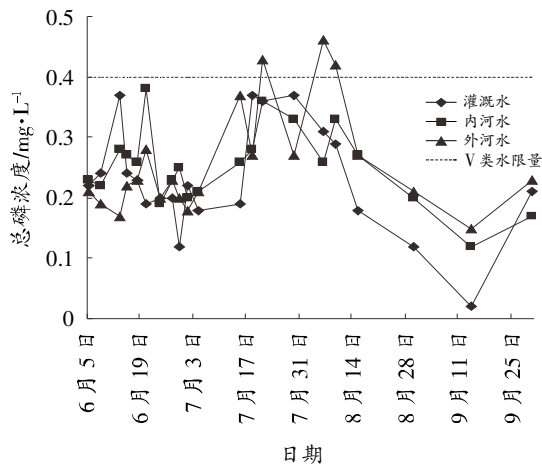 0.5
0.4
0.3
0.2
0.1
0
总磷浓度/mg·L⁻¹
灌溉水
内河水
外河水
Ⅴ类水限量
6月5日
6月19日
7月3日
7月17日
7月31日
8月14日
8月28日
9月11日
9月25日
日期